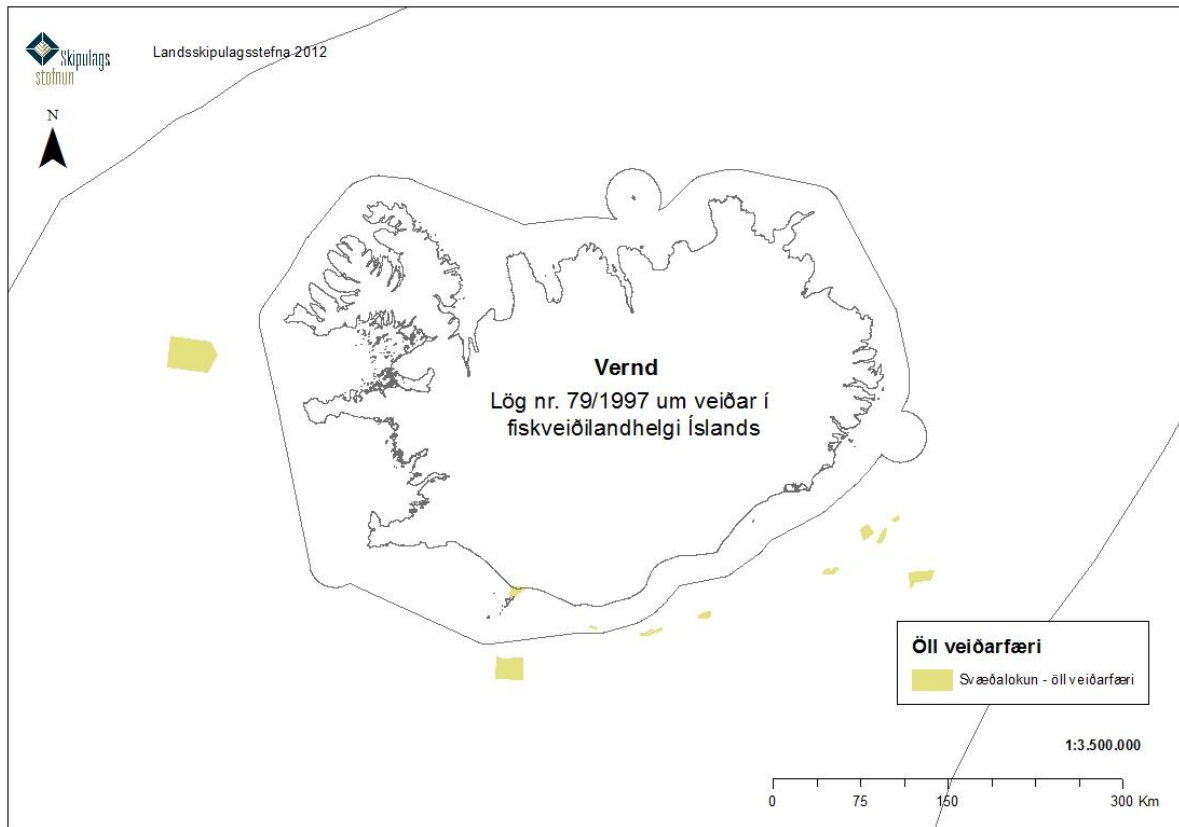 Skipulags
stofnun
Landsskipulagsstefna 2012
N
Vernd
Lög nr. 79/1997 um veiðar í
fiskveiðilandhelgi Íslands
Öll veiðarfæri
Svæðalokun - öll veiðarfæri
1:3.500.000
0 75 150 300 Km